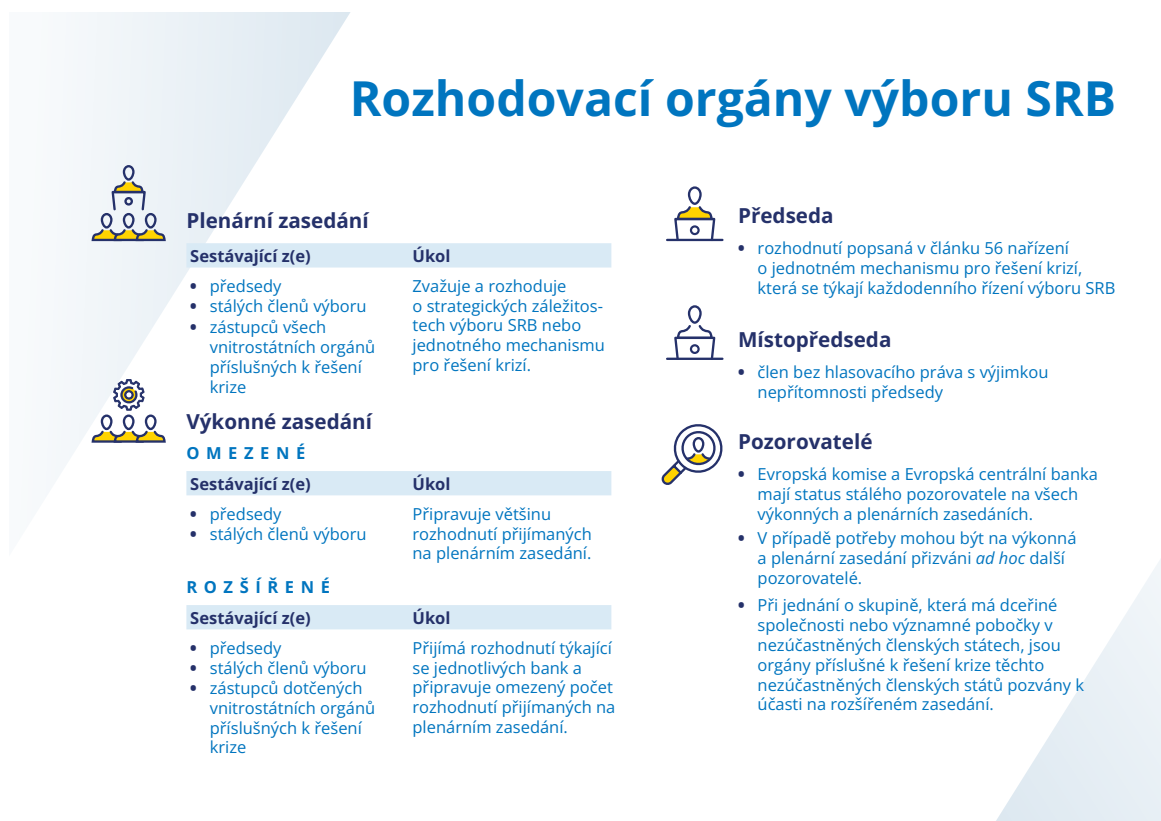 Rozhodovací orgány výboru SRB
Plenární zasedání
Sestávající z(e) Úkol
• předsedy
• stálých členů výboru
• zástupců všech
vnitrostátních orgánů
příslušných k řešení
krize
Zvažuje a rozhoduje
o strategických záležitos-
tech výboru SRB nebo
jednotného mechanismu
pro řešení krizí.
Výkonné zasedání
OMEZENÉ
Sestávající z(e) Úkol
• předsedy
• stálých členů výboru
Připravuje většinu
rozhodnutí přijímaných
na plenárním zasedání.
ROZŠÍŘENÉ
Sestávající z(e) Úkol
• předsedy
• stálých členů výboru
• zástupců dotčených
vnitrostátních orgánů
příslušných k řešení
krize
Přijímá rozhodnutí týkající
se jednotlivých bank a
připravuje omezený počet
rozhodnutí přijímaných na
plenárním zasedání.
Předseda
• rozhodnutí popsaná v článku 56 nařízení
o jednotném mechanismu pro řešení krizí,
která se týkají každodenního řízení výboru SRB
Místopředseda
• člen bez hlasovacího práva s výjimkou
nepřítomnosti předsedy
Pozorovatelé
• Evropská komise a Evropská centrální banka
mají status stálého pozorovatele na všech
výkonných a plenárních zasedáních.
• V případě potřeby mohou být na výkonná
a plenární zasedání přizváni ad hoc další
pozorovatelé.
• Při jednání o skupině, která má dceřiné
společnosti nebo významné pobočky v
nezúčastněných členských státech, jsou
orgány příslušné k řešení krize těchto
nezúčastněných členských států pozvány k
účasti na rozšířeném zasedání.